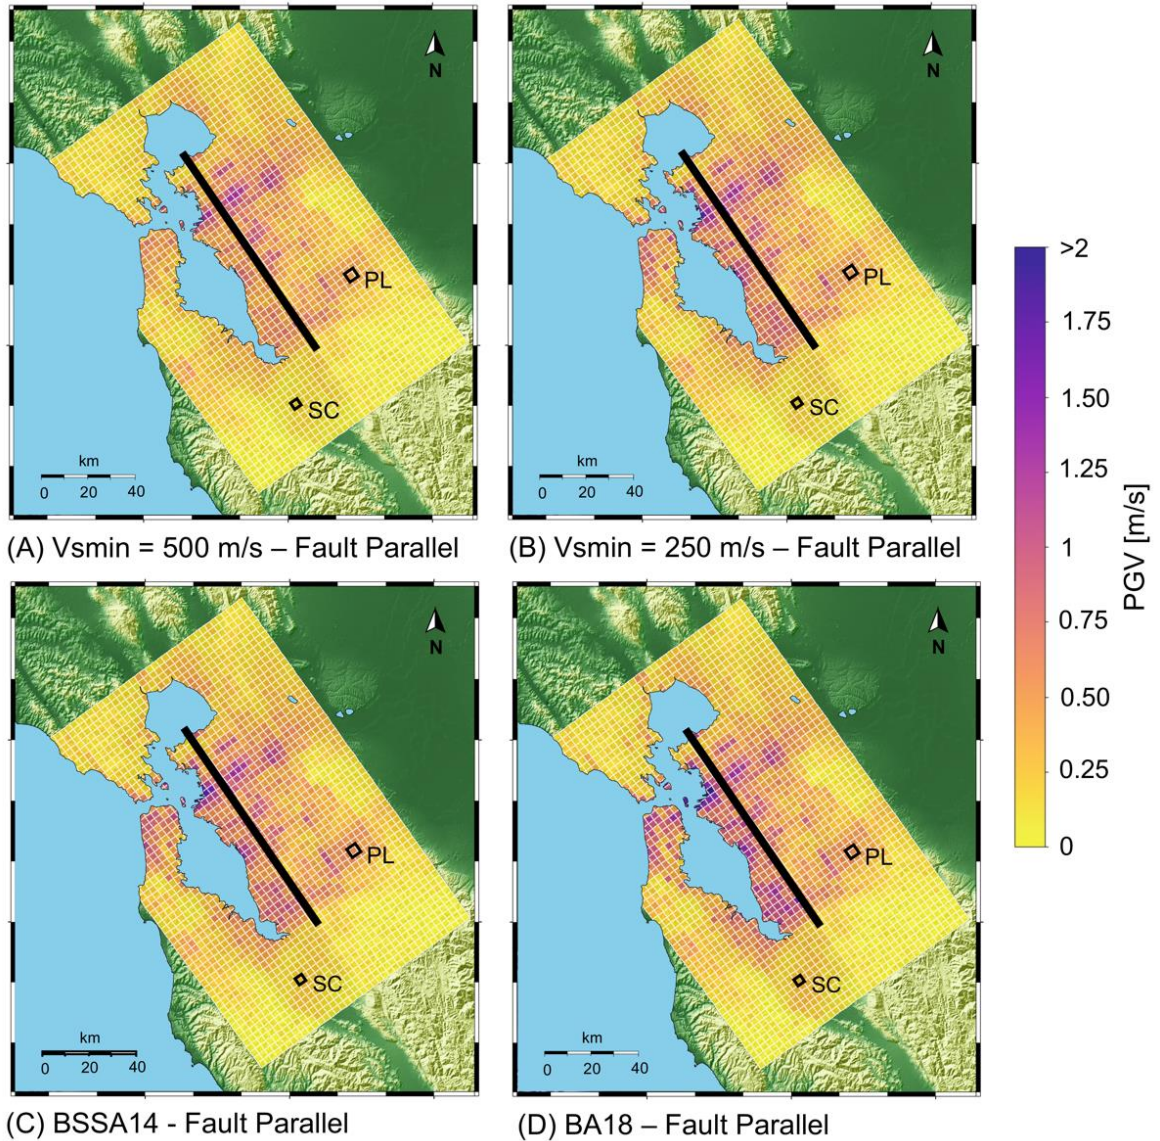 N
PL
SC
km
0 20 40
(A) Vsmin = 500 m/s – Fault Parallel
N
PL
SC
km
0 20 40
(B) Vsmin = 250 m/s – Fault Parallel
N
PL
SC
km
0 20 40
(C) BSSA14 - Fault Parallel
N
PL
SC
km
0 20 40
(D) BA18 – Fault Parallel
>2
1.75
1.50
1.25
1
0.75
0.50
0.25
0
PGV [m/s]